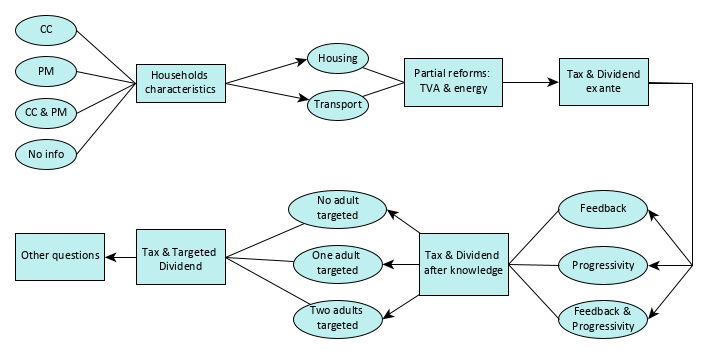 CC
PM
CC & PM
No info
Households
characteristics
Housing
Transport
Partial reforms:
TVA & energy
Tax & Dividend
ex ante
Feedback
Progressivity
Feedback &
Progressivity
Tax & Dividend
after knowledge
No adult
targeted
One adult
targeted
Two adults
targeted
Tax & Targeted
Dividend
Other questions